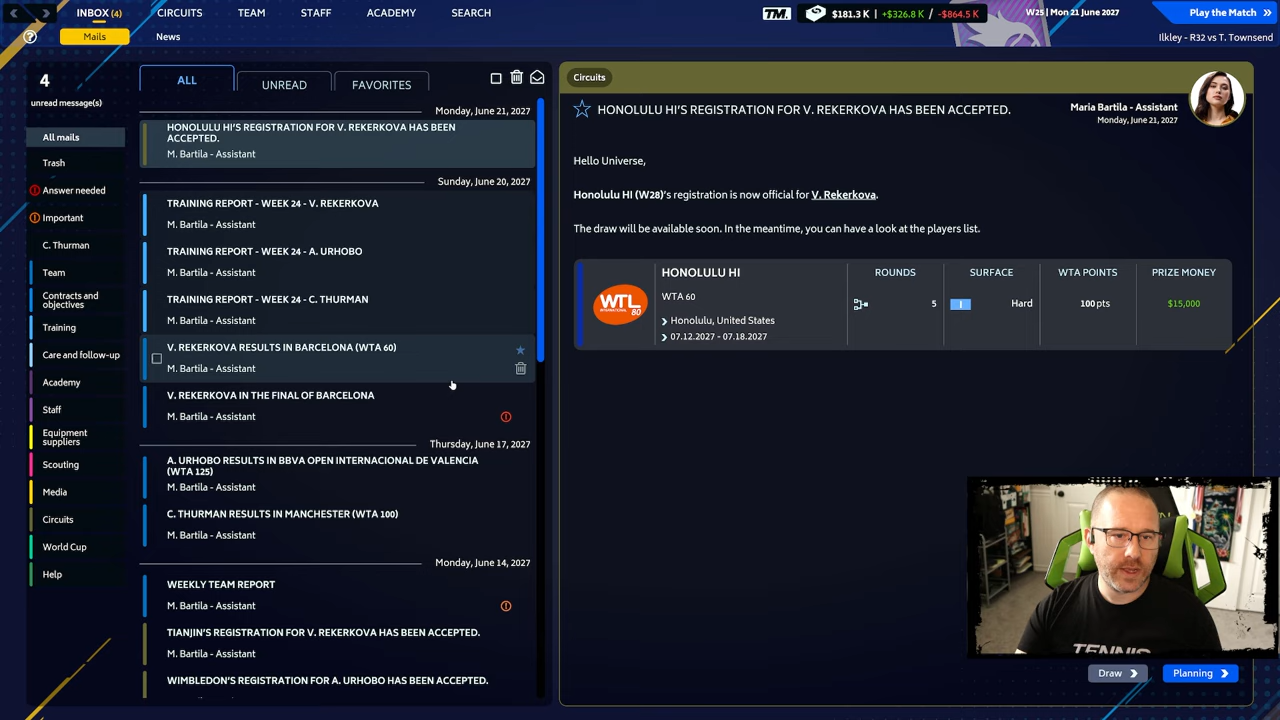 INBOX (4)
CIRCUITS
TEAM
STAFF
ACADEMY
SEARCH
TM.
$181.3 K | +$326.8 K / -$864.5 K
W25 | Mon 21 June 2027
Play the Match
?
Mails
News
Ilkley - R32 vs T. Townsend
4
unread message(s)
All mails
Trash
Answer needed
Important
C. Thurman
Team
Contracts and
objectives
Training
Care and follow-up
Academy
Staff
Equipment
suppliers
Scouting
Media
Circuits
World Cup
Help
ALL
UNREAD
FAVORITES
Monday, June 21, 2027
HONOLULU HI'S REGISTRATION FOR V. REKERKOVA HAS BEEN
ACCEPTED.
M. Bartila - Assistant
Sunday, June 20, 2027
TRAINING REPORT - WEEK 24 - V. REKERKOVA
M. Bartila - Assistant
TRAINING REPORT - WEEK 24 - A. URHOBO
M. Bartila - Assistant
TRAINING REPORT - WEEK 24 - C. THURMAN
M. Bartila - Assistant
V. REKERKOVA RESULTS IN BARCELONA (WTA 60)
M. Bartila - Assistant
V. REKERKOVA IN THE FINAL OF BARCELONA
M. Bartila - Assistant
Thursday, June 17, 2027
A. URHOBO RESULTS IN BBVA OPEN INTERNACIONAL DE VALENCIA
(WTA 125)
M. Bartila - Assistant
C. THURMAN RESULTS IN MANCHESTER (WTA 100)
M. Bartila - Assistant
Monday, June 14, 2027
WEEKLY TEAM REPORT
M. Bartila - Assistant
TIANJIN'S REGISTRATION FOR V. REKERKOVA HAS BEEN ACCEPTED.
M. Bartila - Assistant
WIMBLEDON'S REGISTRATION FOR A. URHOBO HAS BEEN ACCEPTED.
Circuits
HONOLULU HI'S REGISTRATION FOR V. REKERKOVA HAS BEEN ACCEPTED.
Maria Bartila - Assistant
Monday, June 21, 2027
Hello Universe,
Honolulu HI (W28)'s registration is now official for V. Rekerkova.
The draw will be available soon. In the meantime, you can have a look at the players list.
WTL
80
HONOLULU HI
WTA 60
Honolulu, United States
07.12.2027 - 07.18.2027
ROUNDS
5
SURFACE
Hard
WTA POINTS
100 pts
PRIZE MONEY
$15,000
TENNIS
Draw
Planning